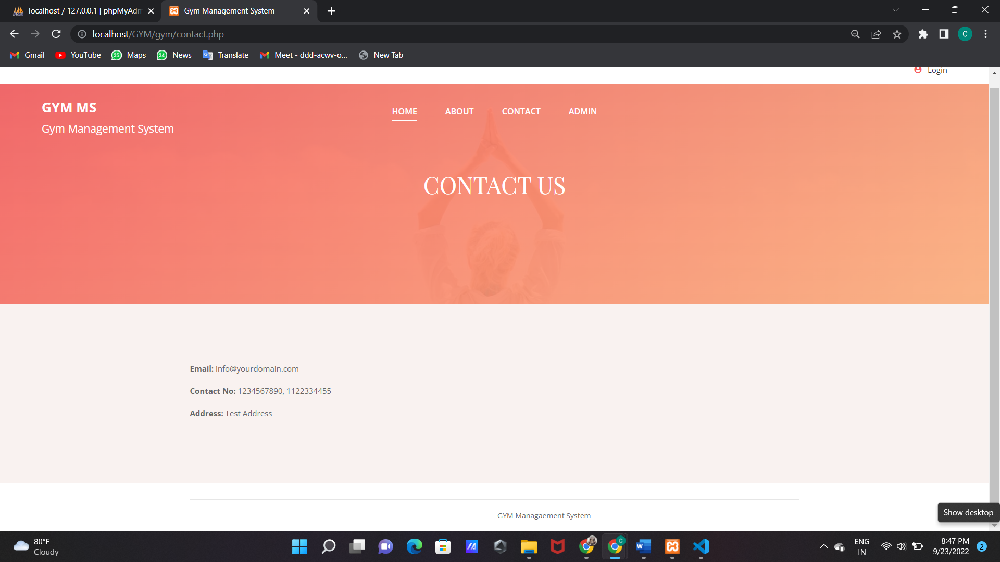 localhost / 127.0.0.1 | phpMyAdm
Gym Management System
localhost/GYM/gym/contact.php
C
Gmail
YouTube
25 Maps
24 News
Translate
Meet - ddd-acwv-o...
New Tab
Login
GYM MS
HOME
ABOUT
CONTACT
ADMIN
Gym Management System
CONTACT US
Email: info@yourdomain.com
Contact No: 1234567890, 1122334455
Address: Test Address
GYM Managaement System
Show desktop
80°F
Cloudy
C
ENG
IN
8:47 PM
9/23/2022
2